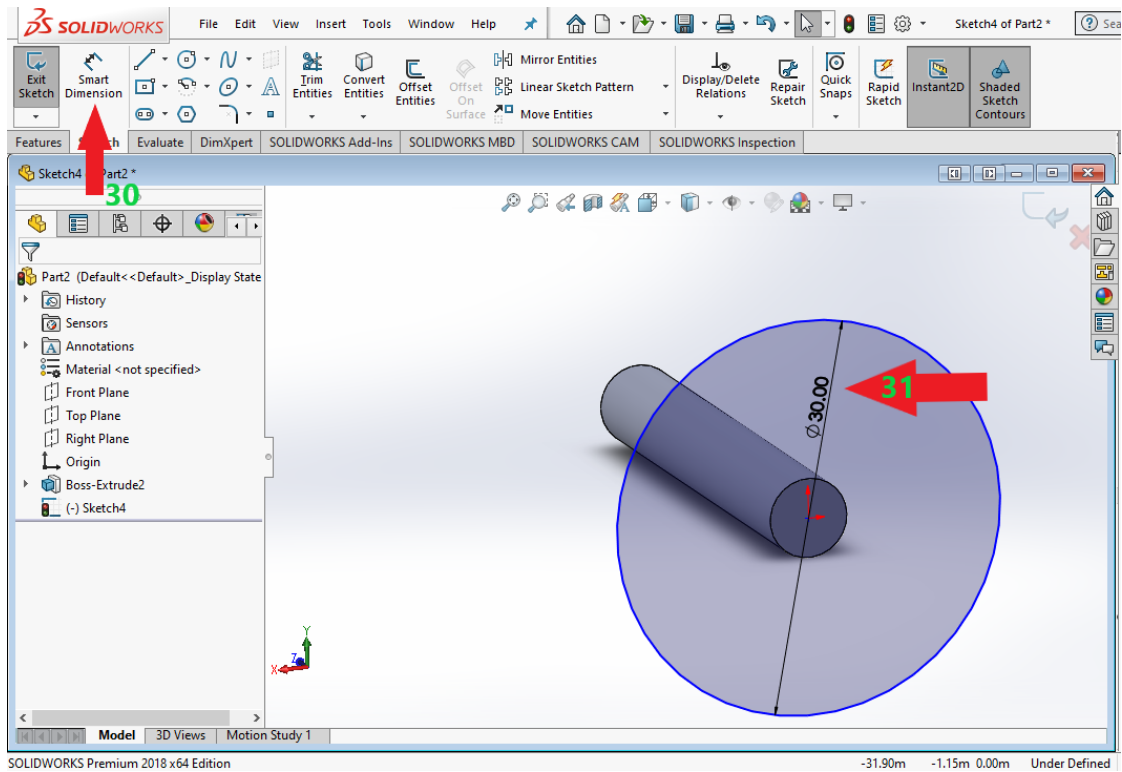 SOLIDWORKS File Edit View Insert Tools Window Help Sketch4 of Part2 * ? Sea
Exit Sketch
Smart Dimension
Trim Entities
Convert Entities
Offset Entities
Offset On Surface
Mirror Entities
Linear Sketch Pattern
Move Entities
Display/Delete Relations
Repair Sketch
Quick Snaps
Rapid Sketch
Instant2D
Shaded Sketch Contours
Features Evaluate DimXpert SOLIDWORKS Add-Ins SOLIDWORKS MBD SOLIDWORKS CAM SOLIDWORKS Inspection
Sketch4 Part2 *
30
Part2 (Default<<Default>_Display State
History
Sensors
Annotations
Material <not specified>
Front Plane
Top Plane
Right Plane
Origin
Boss-Extrude2
(-) Sketch4
31
Ø30.00
Y
Z
X
Model 3D Views Motion Study 1
SOLIDWORKS Premium 2018 x64 Edition -31.90m -1.15m 0.00m Under Defined